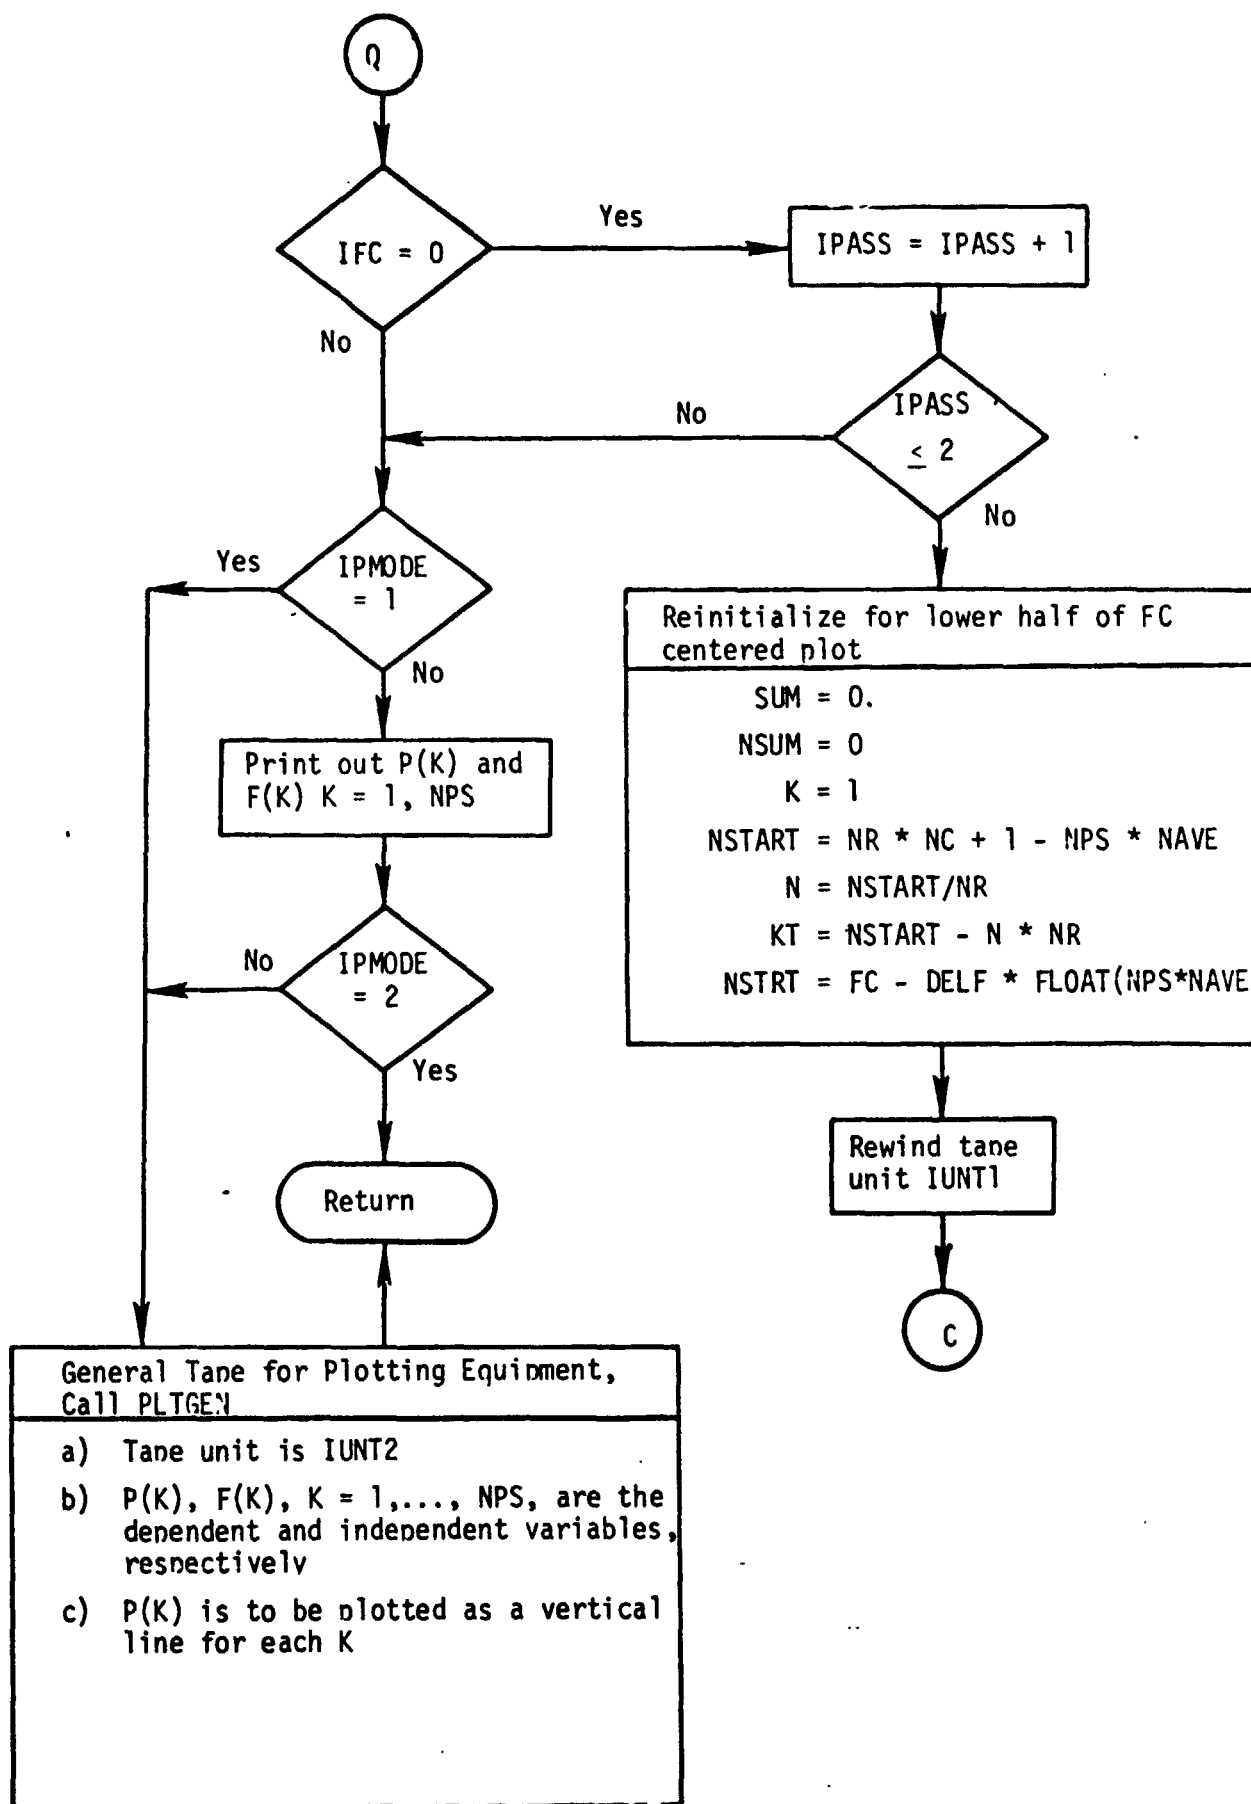 Q
IFC = 0
Yes
IPASS = IPASS + 1
No
IPASS
≤ 2
No
No
IPMODE
= 1
Yes
No
Print out P(K) and
F(K) K = 1, NPS
IPMODE
= 2
No
Yes
Return
Reinitialize for lower half of FC
centered plot
SUM = 0.
NSUM = 0
K = 1
NSTART = NR * NC + 1 - NPS * NAVE
N = NSTART/NR
KT = NSTART - N * NR
NSTRT = FC - DELF * FLOAT(NPS*NAVE
Rewind tape
unit IUNT1
C
General Tape for Plotting Equipment,
Call PLTGEN
a) Tape unit is IUNT2
b) P(K), F(K), K = 1,..., NPS, are the
dependent and independent variables,
respectively
c) P(K) is to be plotted as a vertical
line for each K